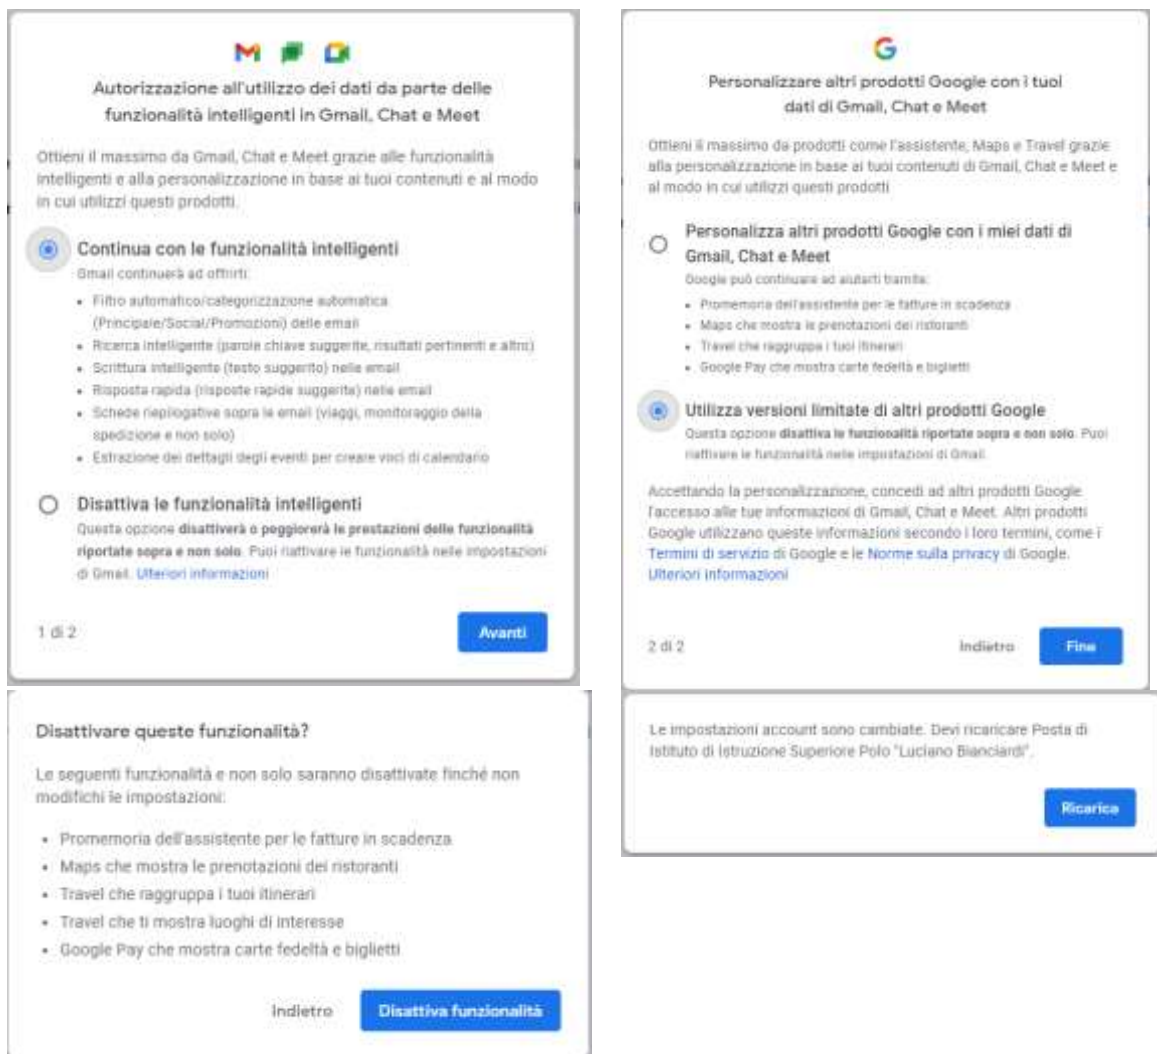 Autorizzazione all'utilizzo dei dati da parte delle
funzionalità intelligenti in Gmail, Chat e Meet
Ottieni il massimo da Gmail, Chat e Meet grazie alle funzionalità
intelligenti e alla personalizzazione in base ai tuoi contenuti e al modo
in cui utilizzi questi prodotti.
Continua con le funzionalità intelligenti
Gmail continuerà ad offrirti:
• Filtro automatico/categorizzazione automatica
(Principale/Social/Promozioni) delle email
• Ricerca intelligente (parole chiave suggerite, risultati pertinenti e altro)
• Scrittura intelligente (testo suggerito) nelle email
• Risposta rapida (risposte rapide suggerite) nelle email
• Schede riepilogative sopra le email (viaggi, monitoraggio della
spedizione e non solo)
• Estrazione dei dettagli degli eventi per creare voci di calendario
Disattiva le funzionalità intelligenti
Questa opzione disattiverà o peggiorerà le prestazioni delle funzionalità
riportate sopra e non solo. Puoi riattivare le funzionalità nelle impostazioni
di Gmail. Ulteriori informazioni
1 di 2
Avanti
Personalizzare altri prodotti Google con i tuoi
dati di Gmail, Chat e Meet
Ottieni il massimo da prodotti come l'assistente, Maps e Travel grazie
alla personalizzazione in base ai tuoi contenuti di Gmail, Chat e Meet e
al modo in cui utilizzi questi prodotti
Personalizza altri prodotti Google con i miei dati di
Gmail, Chat e Meet
Google può continuare ad aiutarti tramite:
• Promemoria dell'assistente per le fatture in scadenza
• Maps che mostra le prenotazioni dei ristoranti
• Travel che raggruppa i tuoi itinerari
• Google Pay che mostra carte fedeltà e biglietti
Utilizza versioni limitate di altri prodotti Google
Questa opzione disattiva le funzionalità riportate sopra e non solo. Puoi
riattivare le funzionalità nelle impostazioni di Gmail.
Accettando la personalizzazione, concedi ad altri prodotti Google
l'accesso alle tue informazioni di Gmail, Chat e Meet. Altri prodotti
Google utilizzano queste informazioni secondo i loro termini, come i
Termini di servizio di Google e le Norme sulla privacy di Google.
Ulteriori informazioni
2 di 2
Indietro
Fine
Disattivare queste funzionalità?
Le seguenti funzionalità e non solo saranno disattivate finché non
modifichi le impostazioni:
• Promemoria dell'assistente per le fatture in scadenza
• Maps che mostra le prenotazioni dei ristoranti
• Travel che raggruppa i tuoi itinerari
• Travel che ti mostra luoghi di interesse
• Google Pay che mostra carte fedeltà e biglietti
Indietro
Disattiva funzionalità
Le impostazioni account sono cambiate. Devi ricaricare Posta di
Istituto di Istruzione Superiore Polo "Luciano Bianciardi".
Ricarica